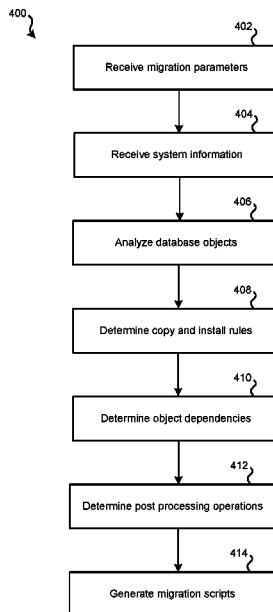 400
402
Receive migration parameters
404
Receive system information
406
Analyze database objects
408
Determine copy and install rules
410
Determine object dependencies
412
Determine post processing operations
414
Generate migration scripts